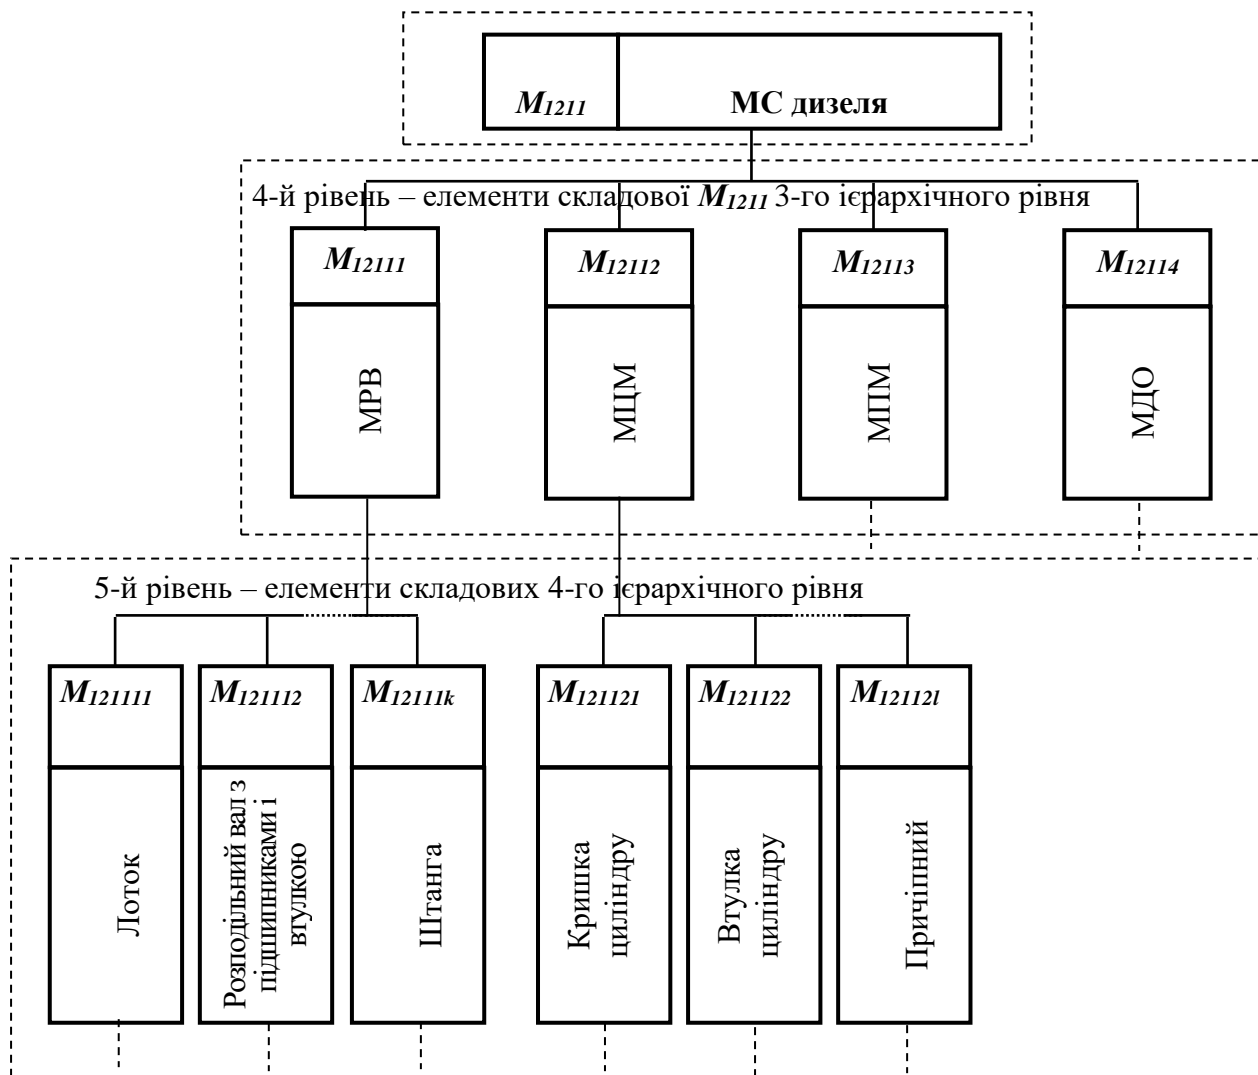 M1211 МС дизеля
4-й рівень – елементи складової M1211 3-го ієрархічного рівня
M12111
M12112
M12113
M12114
МРВ
МЦМ
МПМ
МДО
5-й рівень – елементи складових 4-го ієрархічного рівня
M121111
M121112
M12111k
M121121
M121122
M12112l
Лоток
Розподільний вал з
підшипниками і
втулкою
Штанга
Кришка
циліндру
Втулка
циліндру
Причіпний